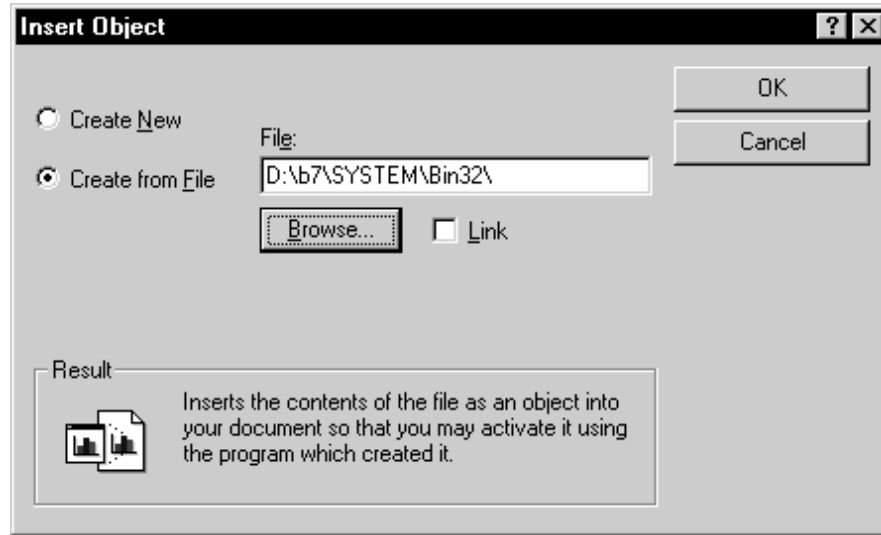 Insert Object
OK
Create New
File:
Cancel
Create from File
D:\b7\SYSTEM\Bin32\
Browse...
Link
Result
Inserts the contents of the file as an object into
your document so that you may activate it using
the program which created it.